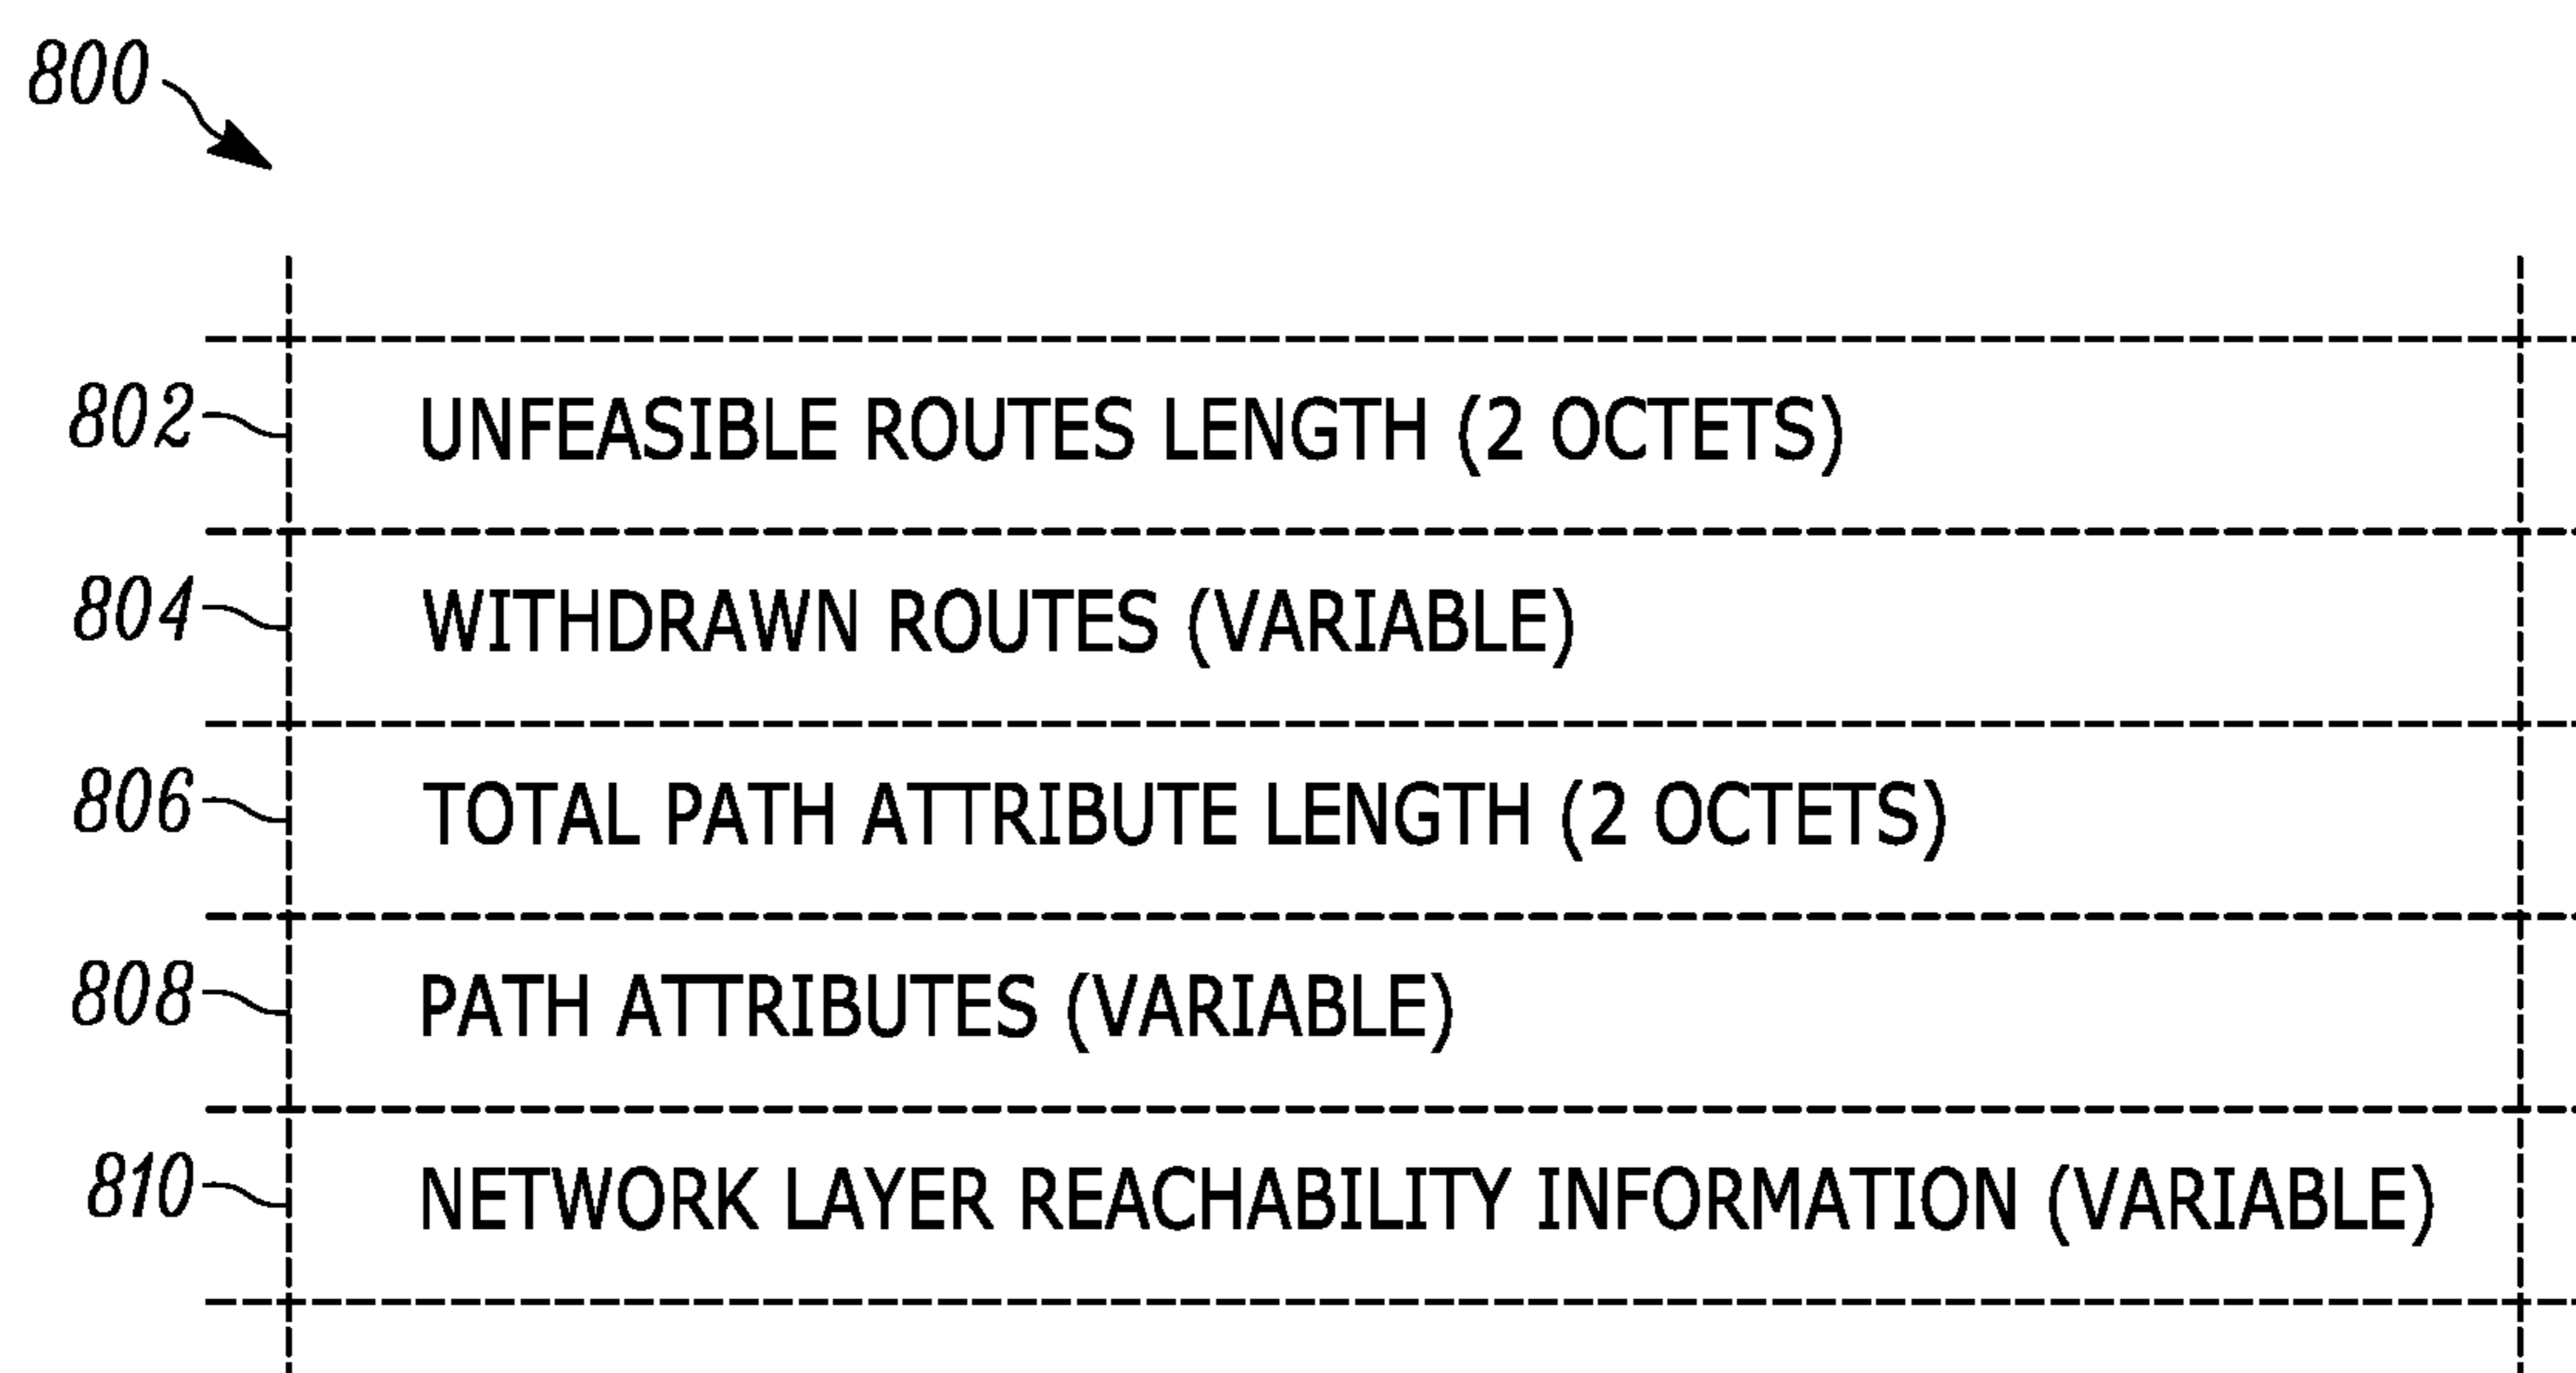 800
802 UNFEASIBLE ROUTES LENGTH (2 OCTETS)
804 WITHDRAWN ROUTES (VARIABLE)
806 TOTAL PATH ATTRIBUTE LENGTH (2 OCTETS)
808 PATH ATTRIBUTES (VARIABLE)
810 NETWORK LAYER REACHABILITY INFORMATION (VARIABLE)